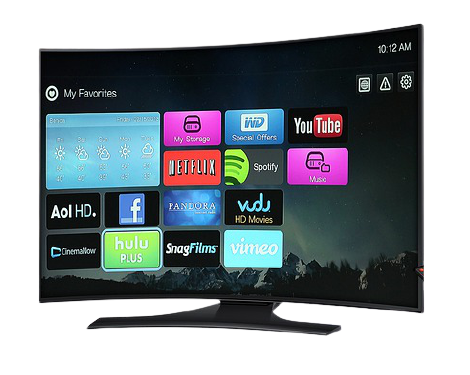 10:12 AM
My Favorites
My Storage
WD
Special Offers
YouTube
NETFLIX
Spotify
Music
Aol HD.
f
PANDORA
vudu
HD Movies
CinemaNow
hulu
PLUS
SnagFilms
vimeo